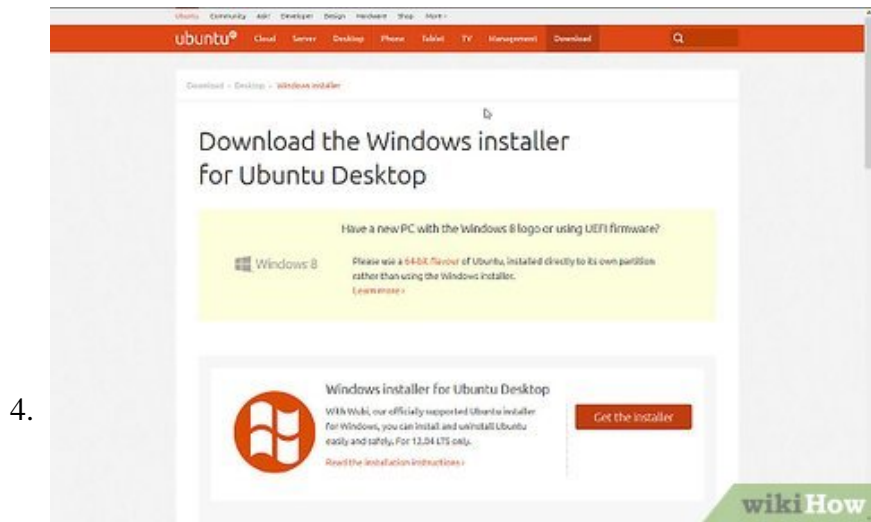 Ubuntu Community Ask! Developer Design Hardware Shop More ›
ubuntu® Cloud Server Desktop Phone Tablet TV Management Download
Download › Desktop › Windows installer
Download the Windows installer
for Ubuntu Desktop
Have a new PC with the Windows 8 logo or using UEFI firmware?
Windows 8
Please use a 64-bit flavour of Ubuntu, installed directly to its own partition
rather than using the Windows installer.
Learn more ›
Windows installer for Ubuntu Desktop
With Wubi, our officially supported Ubuntu installer
for Windows, you can install and uninstall Ubuntu
easily and safely. For 12.04 LTS only.
Get the installer
Read the installation instructions ›
4.
wikiHow